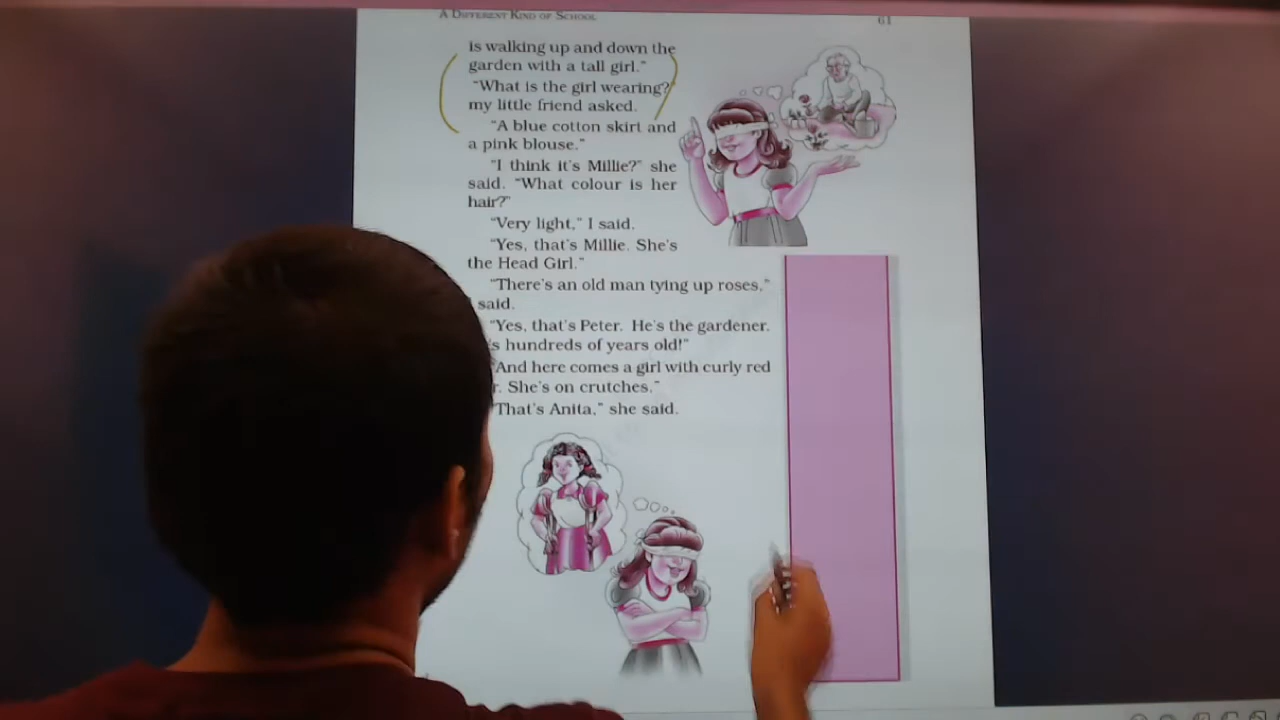 A DIFFERENT KIND OF SCHOOL 61
is walking up and down the
garden with a tall girl."
"What is the girl wearing?"
my little friend asked.
"A blue cotton skirt and
a pink blouse."
"I think it's Millie?" she
said. "What colour is her
hair?"
"Very light," I said.
"Yes, that's Millie. She's
the Head Girl."
"There's an old man tying up roses,"
said.
"Yes, that's Peter. He's the gardener.
's hundreds of years old!"
"And here comes a girl with curly red
r. She's on crutches."
"That's Anita," she said.